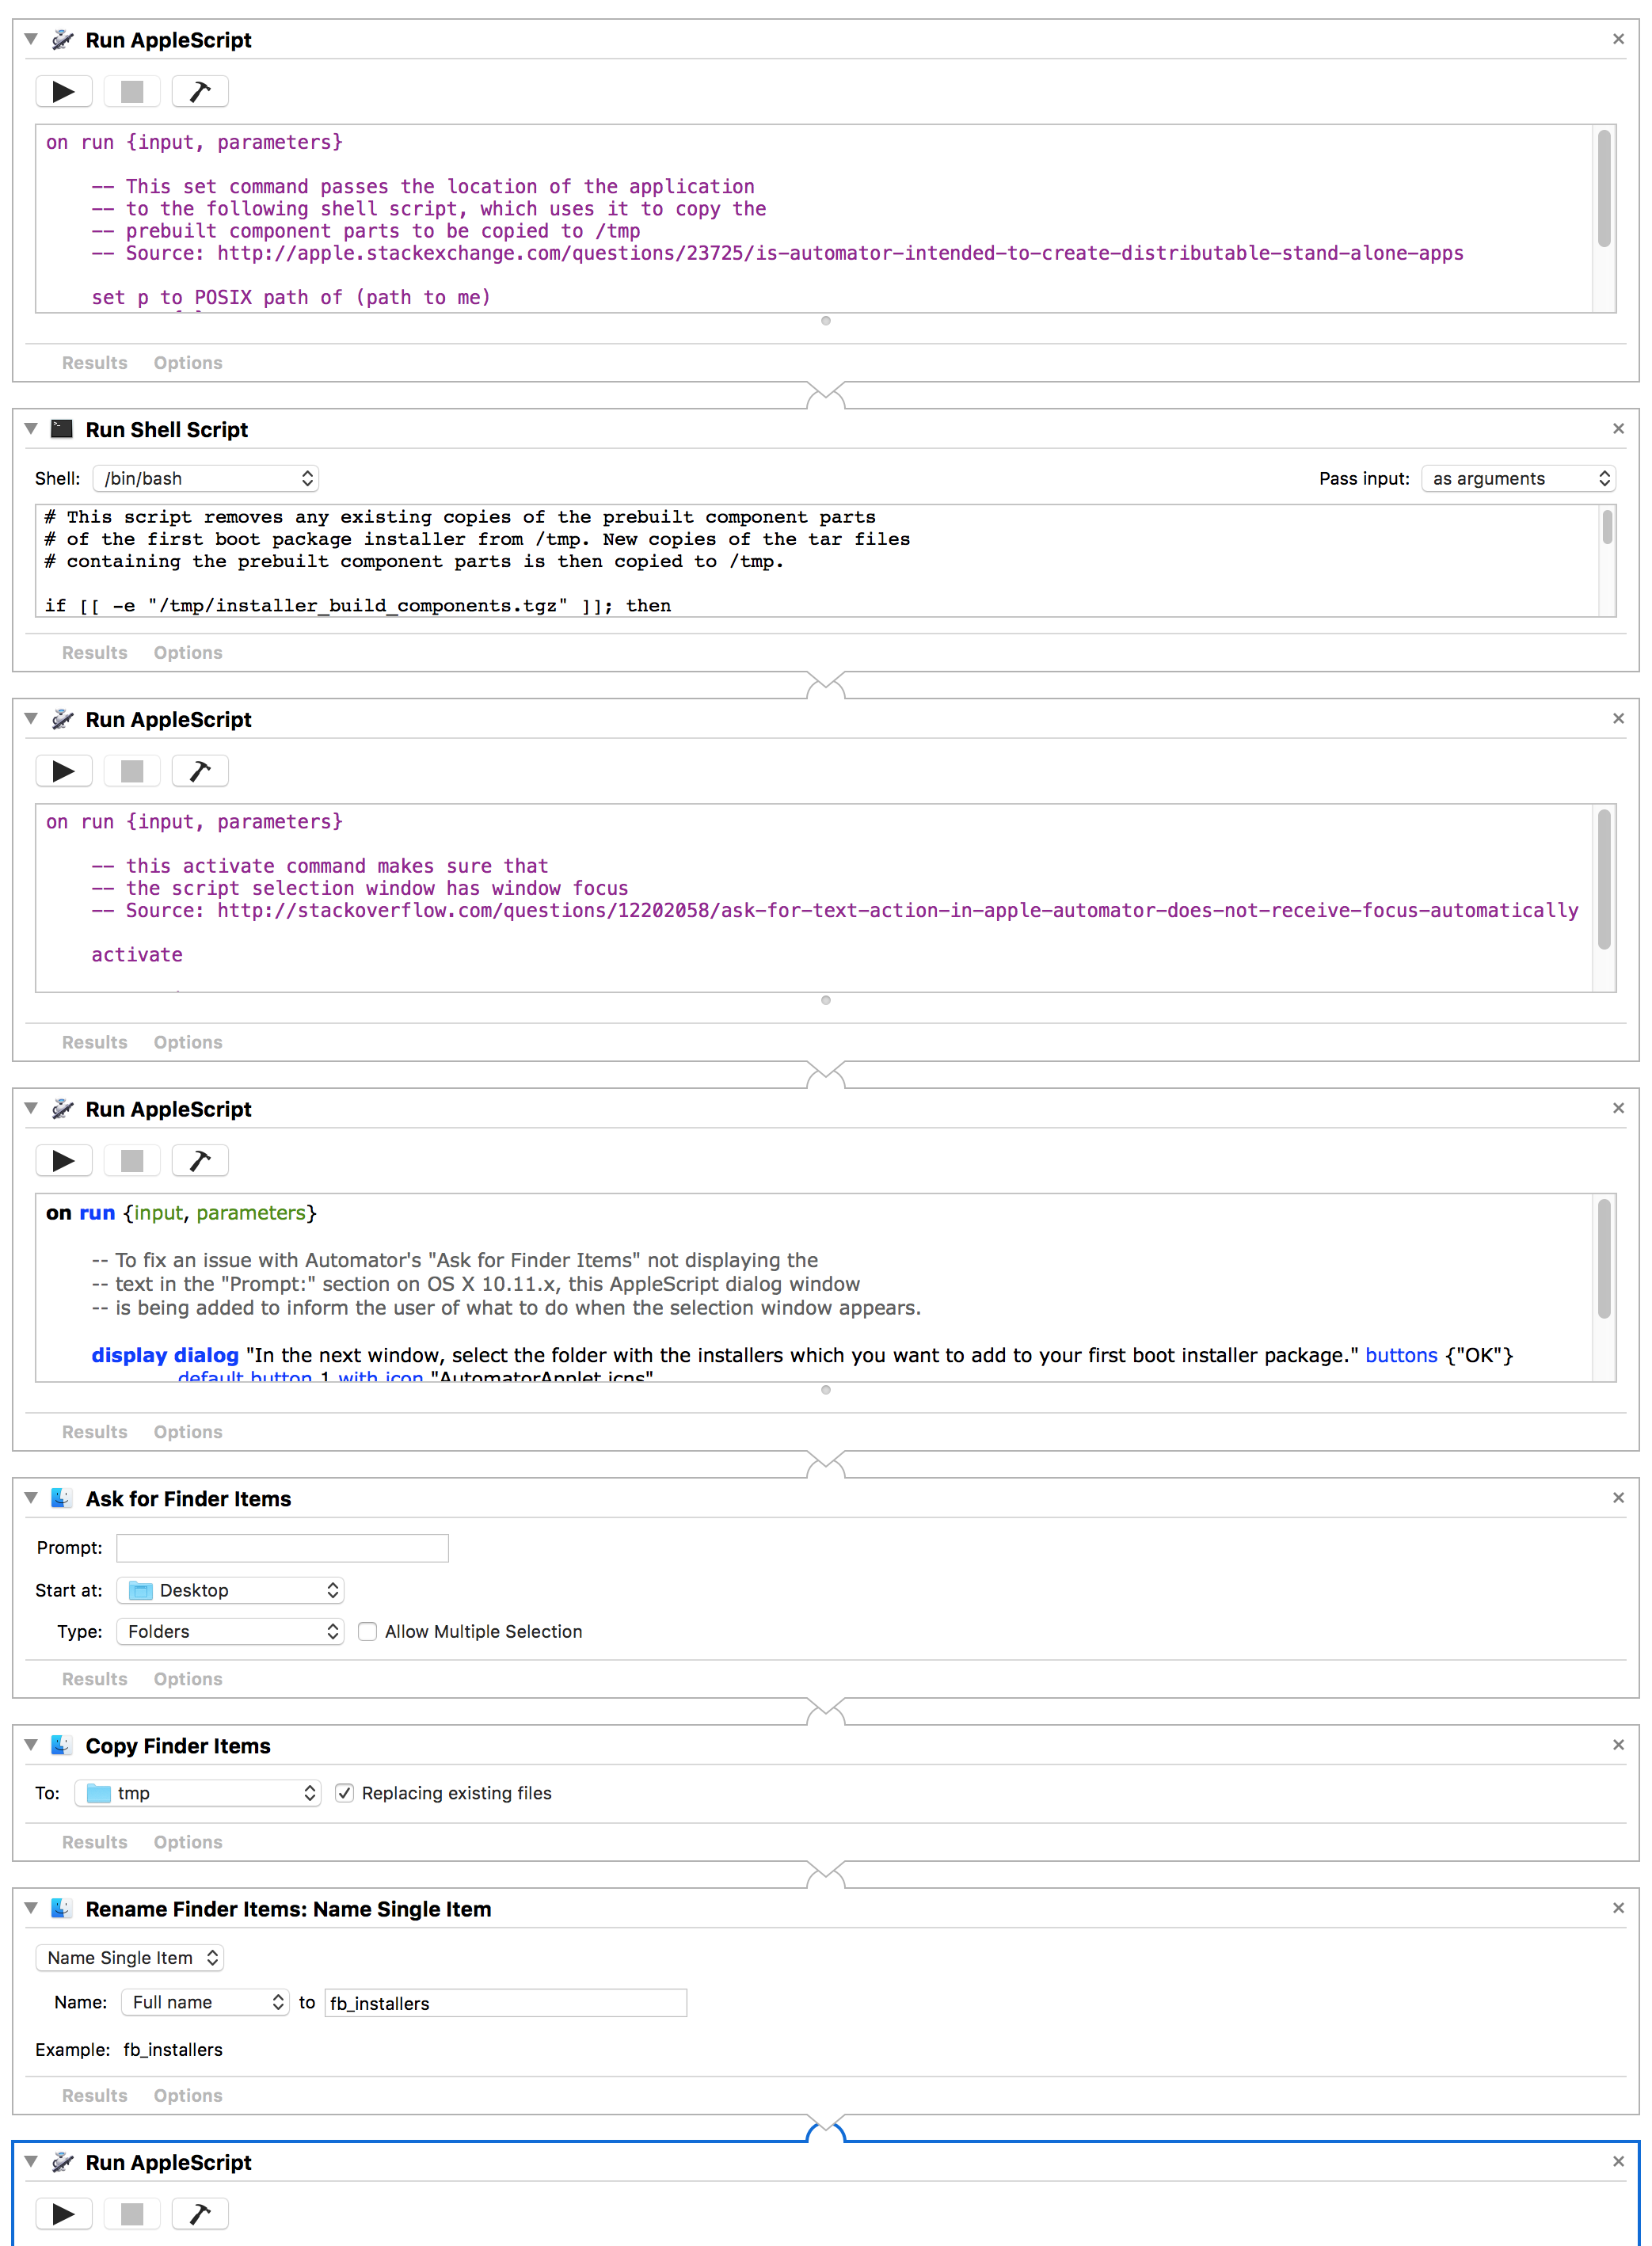 Run AppleScript
on run {input, parameters}
-- This set command passes the location of the application
-- to the following shell script, which uses it to copy the
-- prebuilt component parts to be copied to /tmp
-- Source: http://apple.stackexchange.com/questions/23725/is-automator-intended-to-create-distributable-stand-alone-apps
set p to POSIX path of (path to me)
Results Options
Run Shell Script
Shell: /bin/bash Pass input: as arguments
# This script removes any existing copies of the prebuilt component parts
# of the first boot package installer from /tmp. New copies of the tar files
# containing the prebuilt component parts is then copied to /tmp.
if [[ -e "/tmp/installer_build_components.tgz" ]]; then
Results Options
Run AppleScript
on run {input, parameters}
-- this activate command makes sure that
-- the script selection window has window focus
-- Source: http://stackoverflow.com/questions/12202058/ask-for-text-action-in-apple-automator-does-not-receive-focus-automatically
activate
Results Options
Run AppleScript
on run {input, parameters}
-- To fix an issue with Automator's "Ask for Finder Items" not displaying the
-- text in the "Prompt:" section on OS X 10.11.x, this AppleScript dialog window
-- is being added to inform the user of what to do when the selection window appears.
display dialog "In the next window, select the folder with the installers which you want to add to your first boot installer package." buttons {"OK"}
default button 1 with icon "AutomatorApplet.icns"
Results Options
Ask for Finder Items
Prompt:
Start at: Desktop
Type: Folders Allow Multiple Selection
Results Options
Copy Finder Items
To: tmp Replacing existing files
Results Options
Rename Finder Items: Name Single Item
Name Single Item
Name: Full name to fb_installers
Example: fb_installers
Results Options
Run AppleScript